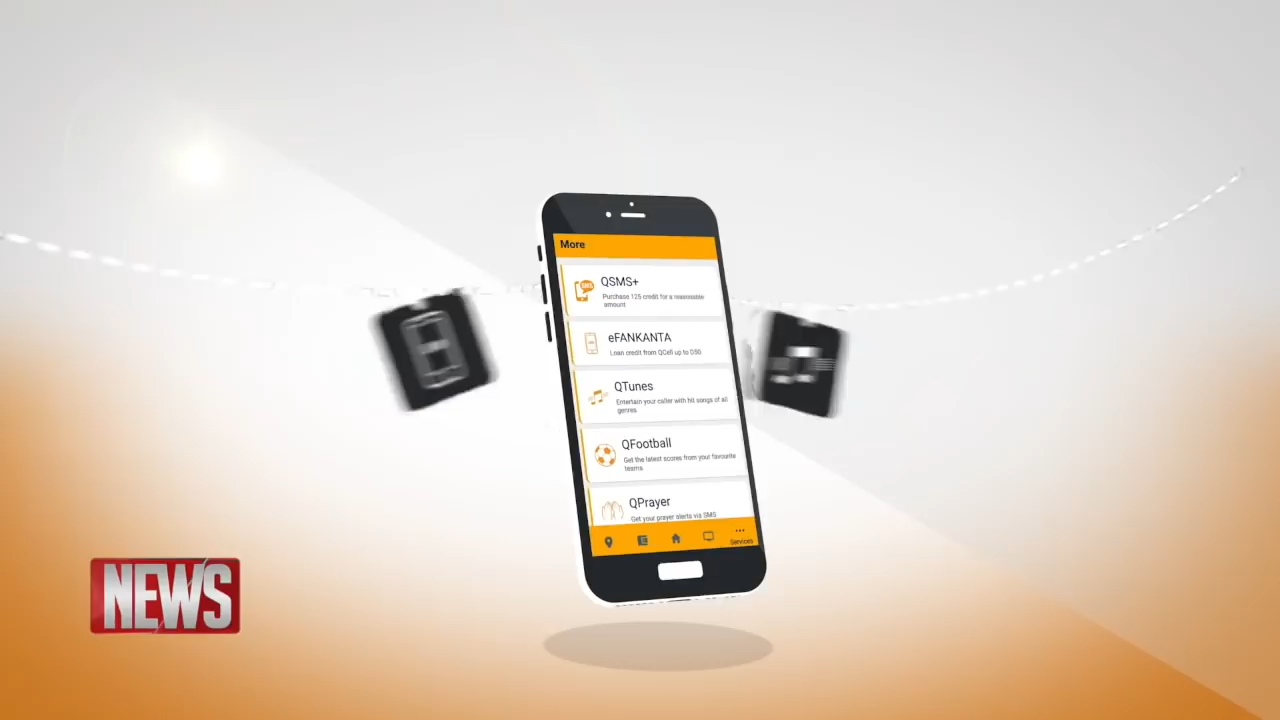 More
QSMS+
Purchase 125 credit for a reasonable
amount
eFANKANTA
Loan credit from QCell up to D50
QTunes
Entertain your caller with hit songs of all
genres
QFootball
Get the latest scores from your favourite
teams
QPrayer
Get your prayer alerts via SMS
Services
NEWS